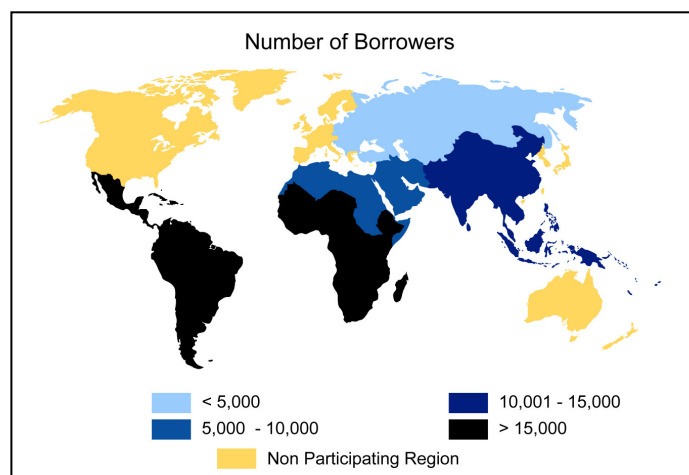 Number of Borrowers
< 5,000
10,001 - 15,000
5,000 - 10,000
> 15,000
Non Participating Region